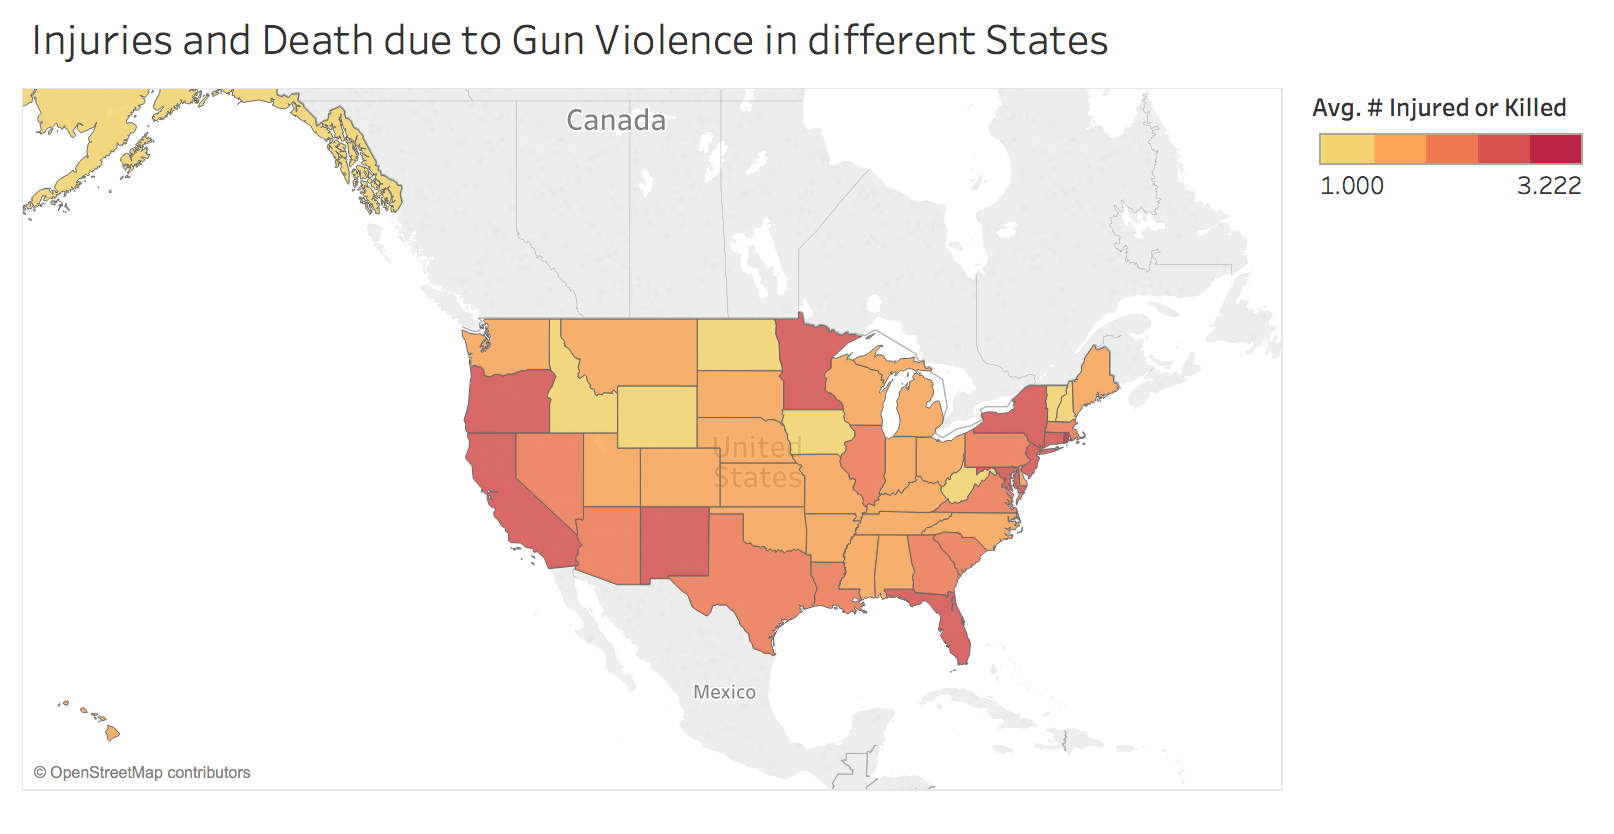 Injuries and Death due to Gun Violence in different States
Canada
United
States
Mexico
© OpenStreetMap contributors
Avg. # Injured or Killed
1.000 3.222